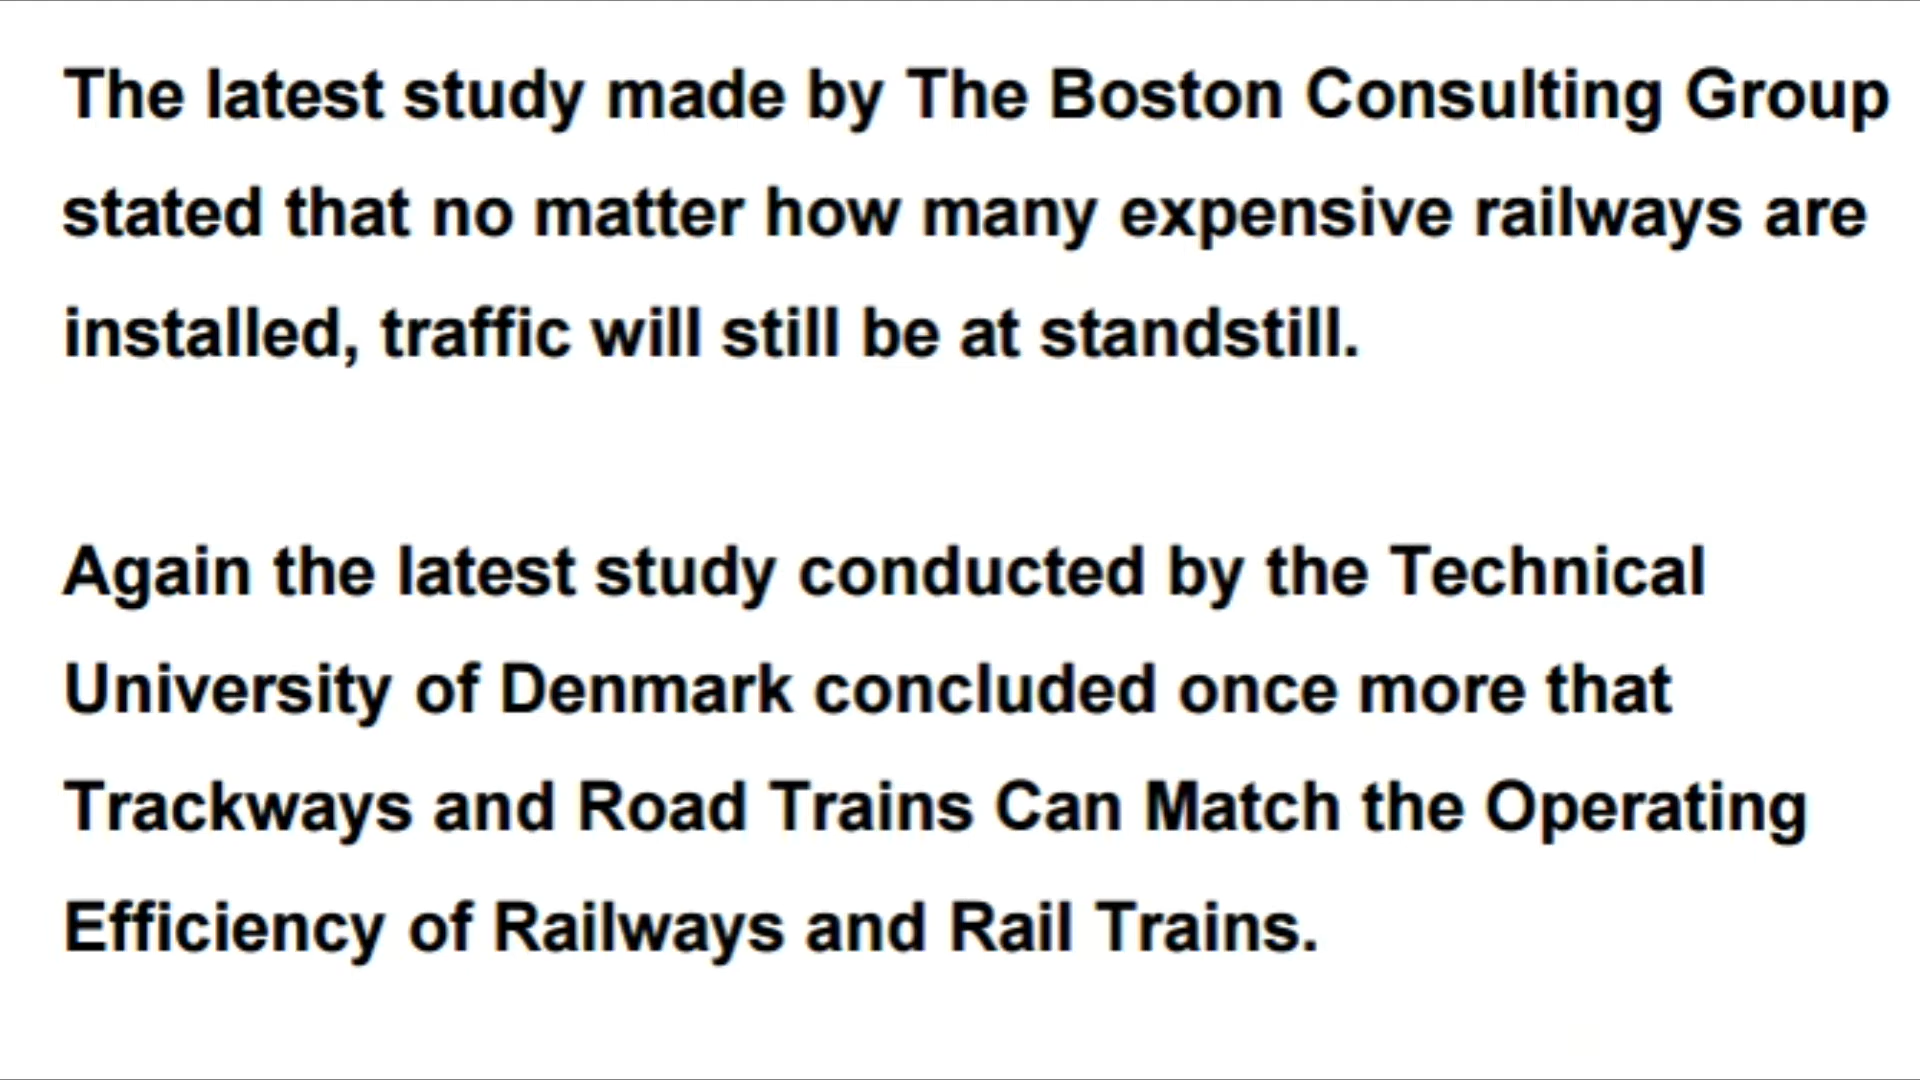 The latest study made by The Boston Consulting Group
stated that no matter how many expensive railways are
installed, traffic will still be at standstill.
Again the latest study conducted by the Technical
University of Denmark concluded once more that
Trackways and Road Trains Can Match the Operating
Efficiency of Railways and Rail Trains.